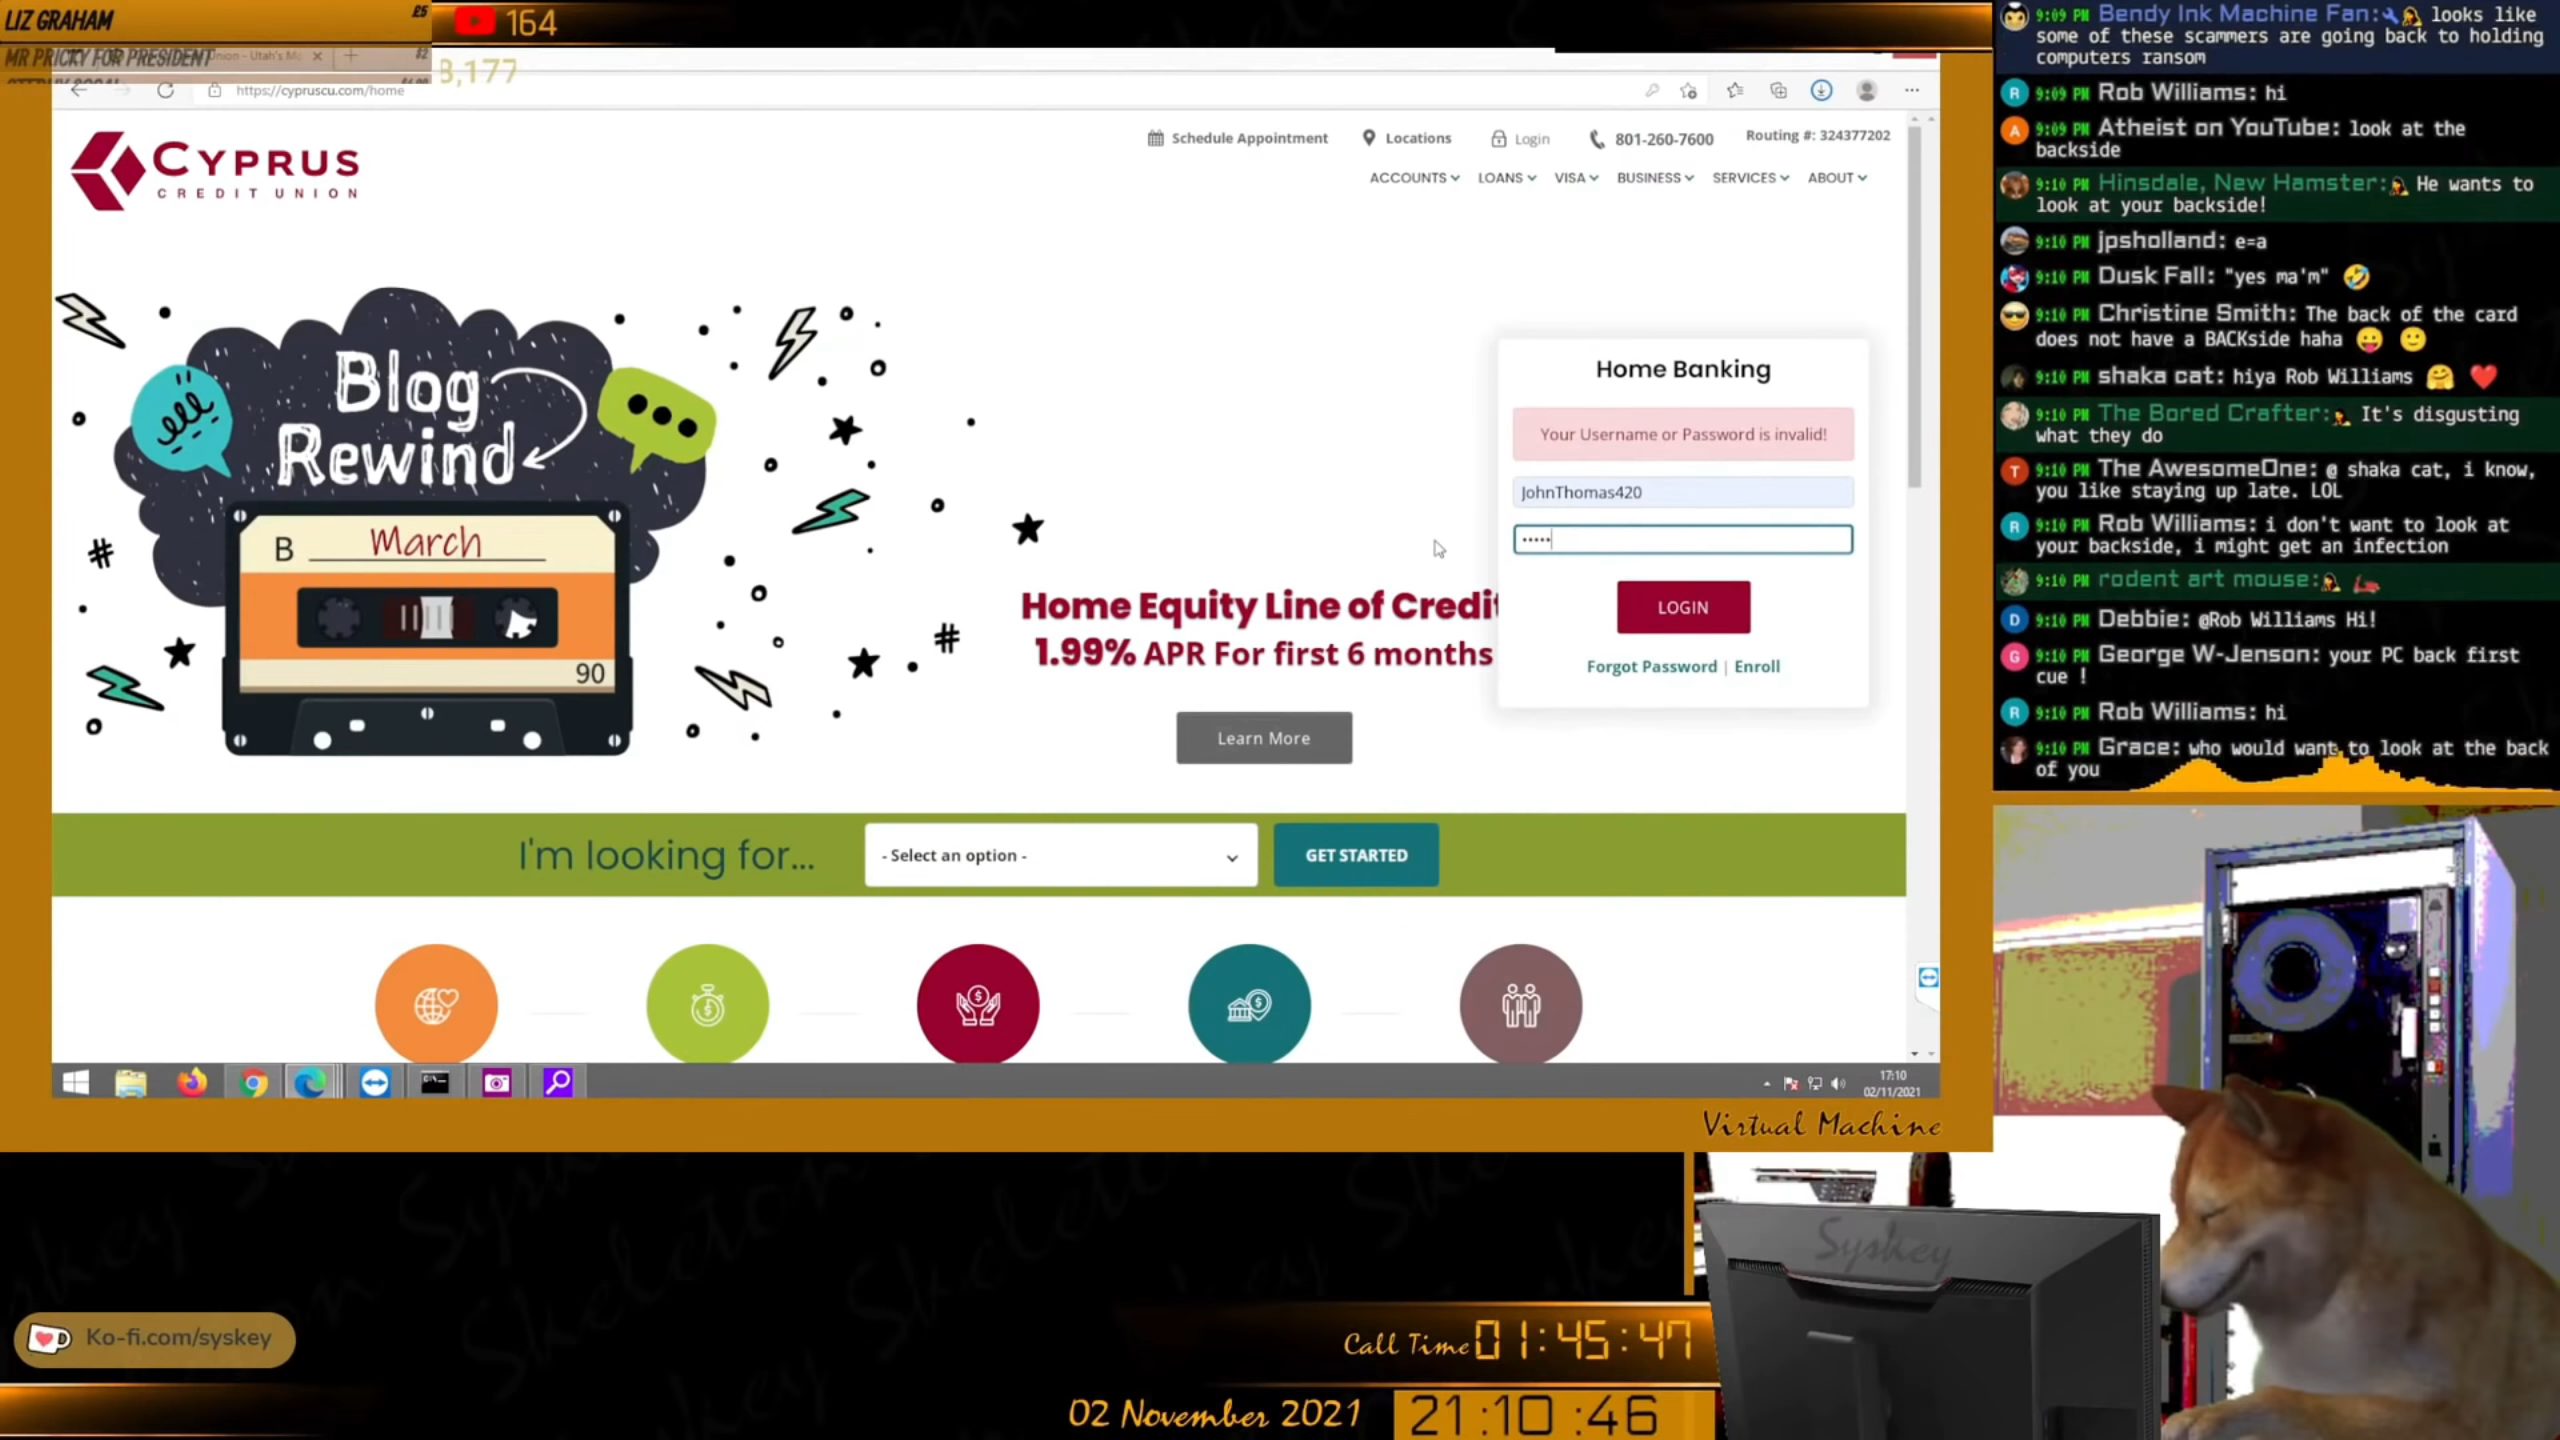 LIZ GRAHAM £5
MR PRICKY FOR PRESIDENT £2
164
8,177
https://cypruscu.com/home
CYPRUS
CREDIT UNION
Schedule Appointment
Locations
Login
801-260-7600
Routing #: 324377202
ACCOUNTS
LOANS
VISA
BUSINESS
SERVICES
ABOUT
Blog
Rewind
B March
90
Home Equity Line of Credit
1.99% APR For first 6 months
Learn More
Home Banking
Your Username or Password is invalid!
JohnThomas420
•••••
LOGIN
Forgot Password | Enroll
I'm looking for...
- Select an option -
GET STARTED
17:10
02/11/2021
Virtual Machine
9:09 PM Bendy Ink Machine Fan: looks like
some of these scammers are going back to holding
computers ransom
R 9:09 PM Rob Williams: hi
A 9:09 PM Atheist on YouTube: look at the
backside
9:10 PM Hinsdale, New Hamster: He wants to
look at your backside!
9:10 PM jpsholland: e=a
9:10 PM Dusk Fall: "yes ma'm" 🤣
9:10 PM Christine Smith: The back of the card
does not have a BACKside haha 😛 🙂
9:10 PM shaka cat: hiya Rob Williams 🤗 ❤️
9:10 PM The Bored Crafter: It's disgusting
what they do
T 9:10 PM The AwesomeOne: @ shaka cat, i know,
you like staying up late. LOL
R 9:10 PM Rob Williams: i don't want to look at
your backside, i might get an infection
9:10 PM rodent art mouse:
D 9:10 PM Debbie: @Rob Williams Hi!
G 9:10 PM George W-Jenson: your PC back first
cue !
R 9:10 PM Rob Williams: hi
9:10 PM Grace: who would want to look at the back
of you
Syskey
Ko-fi.com/syskey
Call Time 01:45:47
02 November 2021 21:10:46